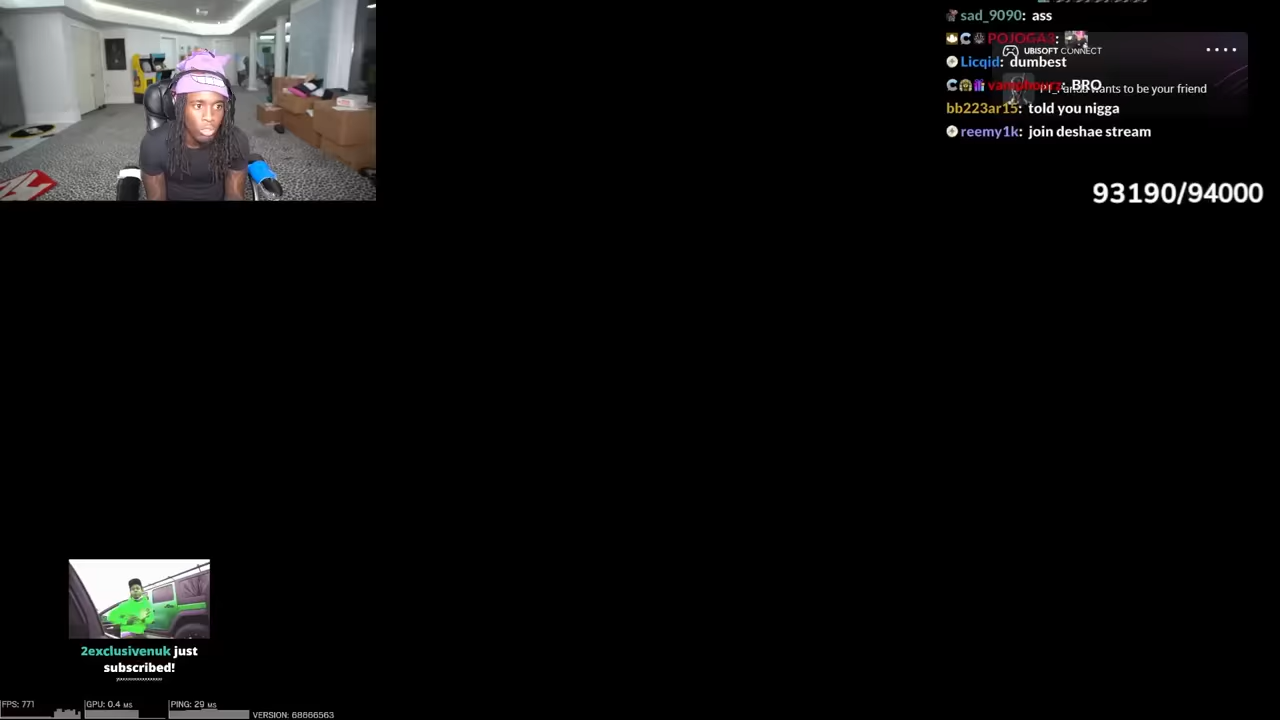 sad_9090: ass
POJOGA3:
UBISOFT CONNECT
Licqid: dumbest
BRO
wants to be your friend
bb223ar15: told you nigga
reemy1k: join deshae stream
93190/94000
2exclusivenuk just
subscribed!
FPS: 771
GPU: 0.4 MS
PING: 29 MS
VERSION: 68666563